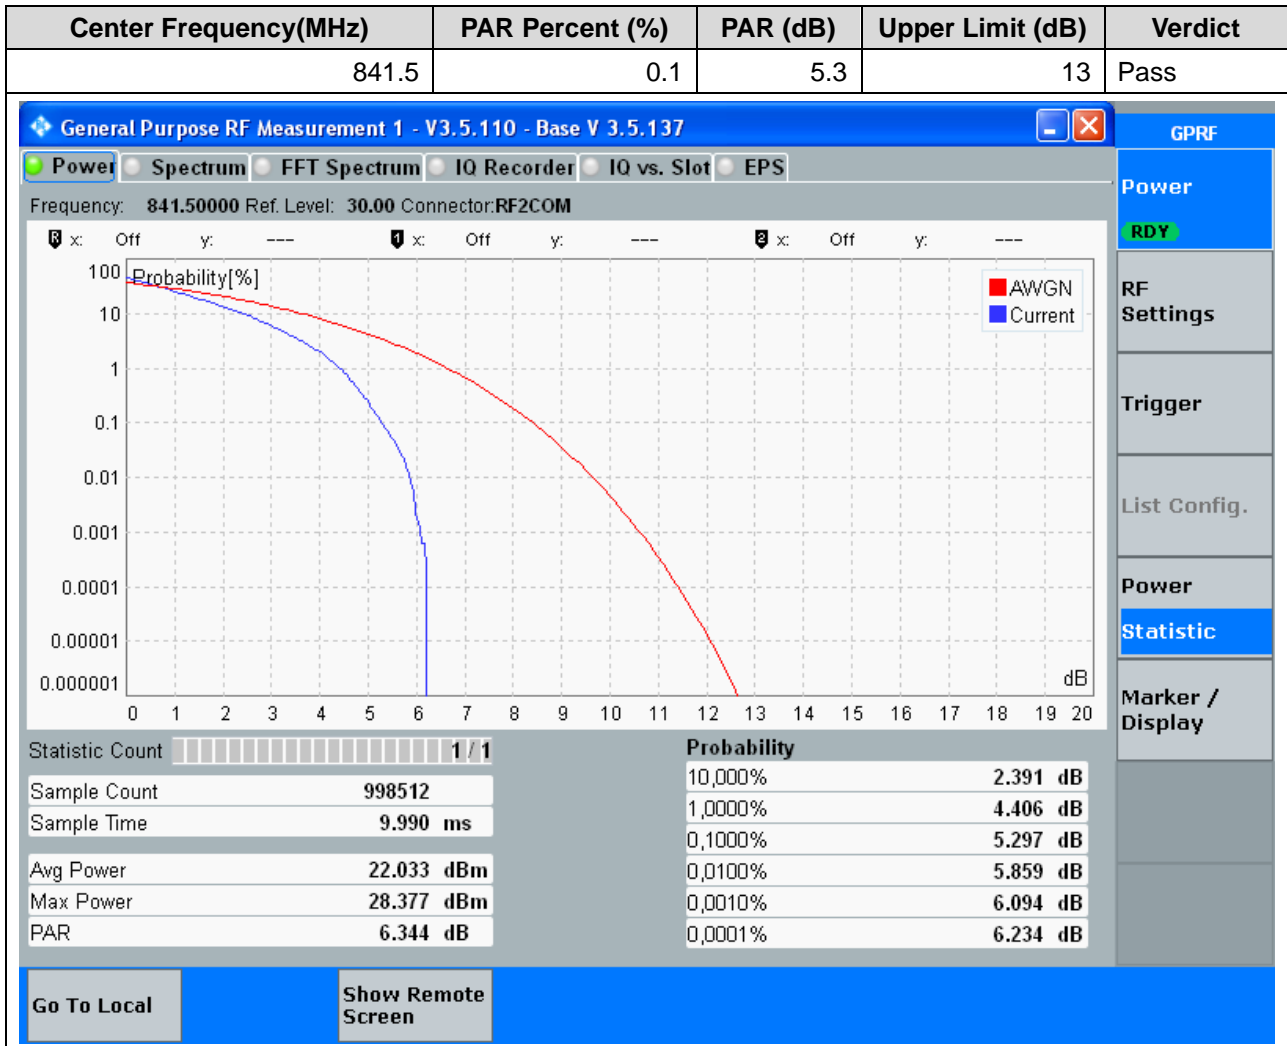 Center Frequency(MHz) PAR Percent (%) PAR (dB) Upper Limit (dB) Verdict
841.5 0.1 5.3 13 Pass
General Purpose RF Measurement 1 - V3.5.110 - Base V 3.5.137
GPRF
Power Spectrum FFT Spectrum IQ Recorder IQ vs. Slot EPS
Power
RDY
Frequency: 841.50000 Ref. Level: 30.00 Connector:RF2COM
R x: Off y: --- 1 x: Off y: --- 2 x: Off y: ---
100 Probability[%]
AWGN
Current
10
1
0.1
0.01
0.001
0.0001
0.00001
0.000001
dB
0 1 2 3 4 5 6 7 8 9 10 11 12 13 14 15 16 17 18 19 20
RF
Settings
Trigger
List Config.
Power
Statistic
Marker /
Display
Statistic Count 1 / 1
Sample Count 998512
Sample Time 9.990 ms
Avg Power 22.033 dBm
Max Power 28.377 dBm
PAR 6.344 dB
Probability
10,000% 2.391 dB
1,0000% 4.406 dB
0,1000% 5.297 dB
0,0100% 5.859 dB
0,0010% 6.094 dB
0,0001% 6.234 dB
Go To Local
Show Remote
Screen